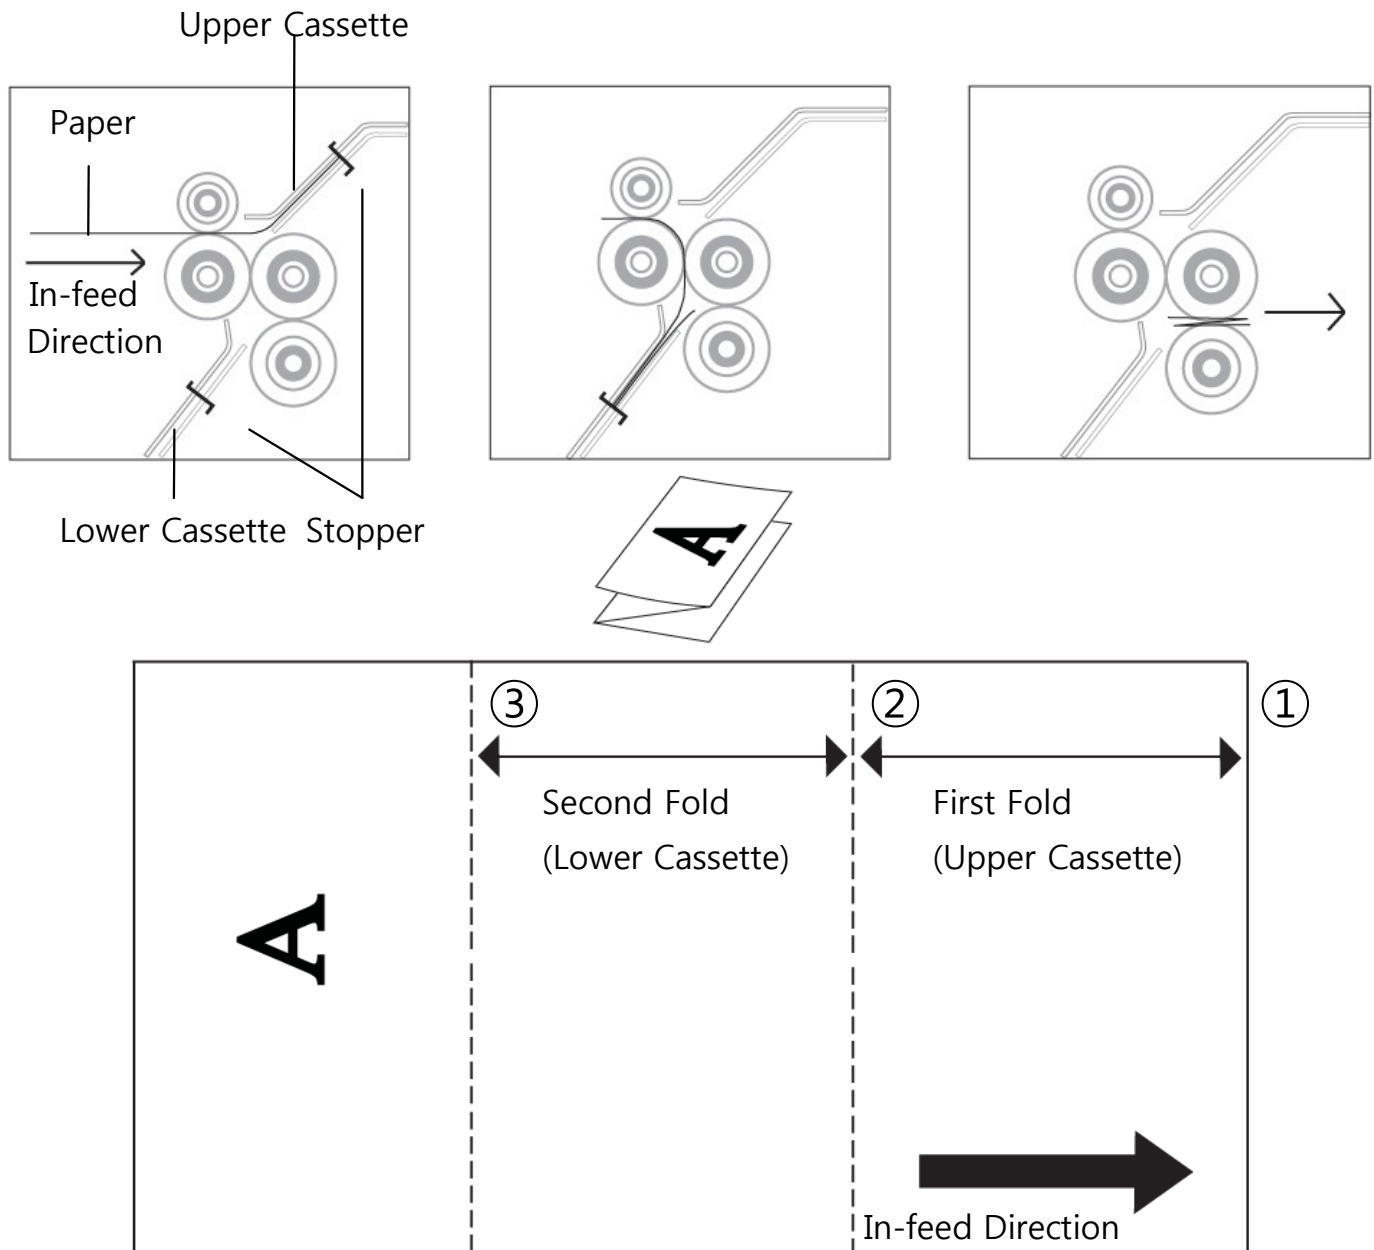 Upper Cassette
Paper
In-feed
Direction
Lower Cassette Stopper
A
③ ② ①
Second Fold
(Lower Cassette)
First Fold
(Upper Cassette)
A
In-feed Direction